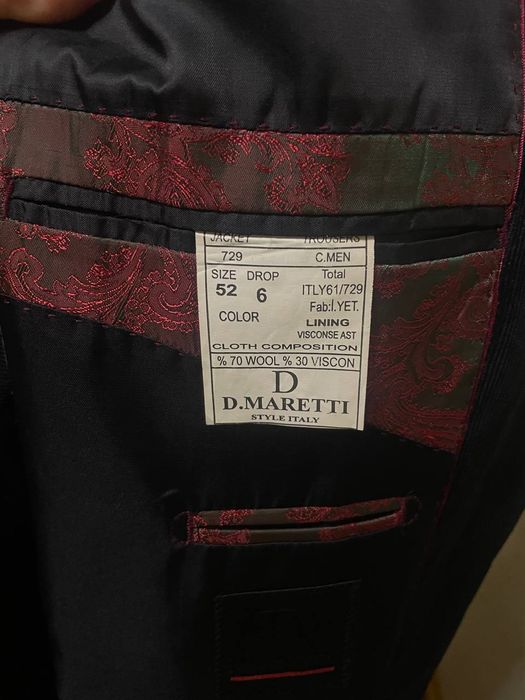 JACKET TROUSERS
729 C.MEN
SIZE DROP Total
52 6 ITLY61/729
Fab:İ.YET.
COLOR LINING
VISCONSE AST
CLOTH COMPOSITION
% 70 WOOL % 30 VISCON
D
D.MARETTI
STYLE ITALY